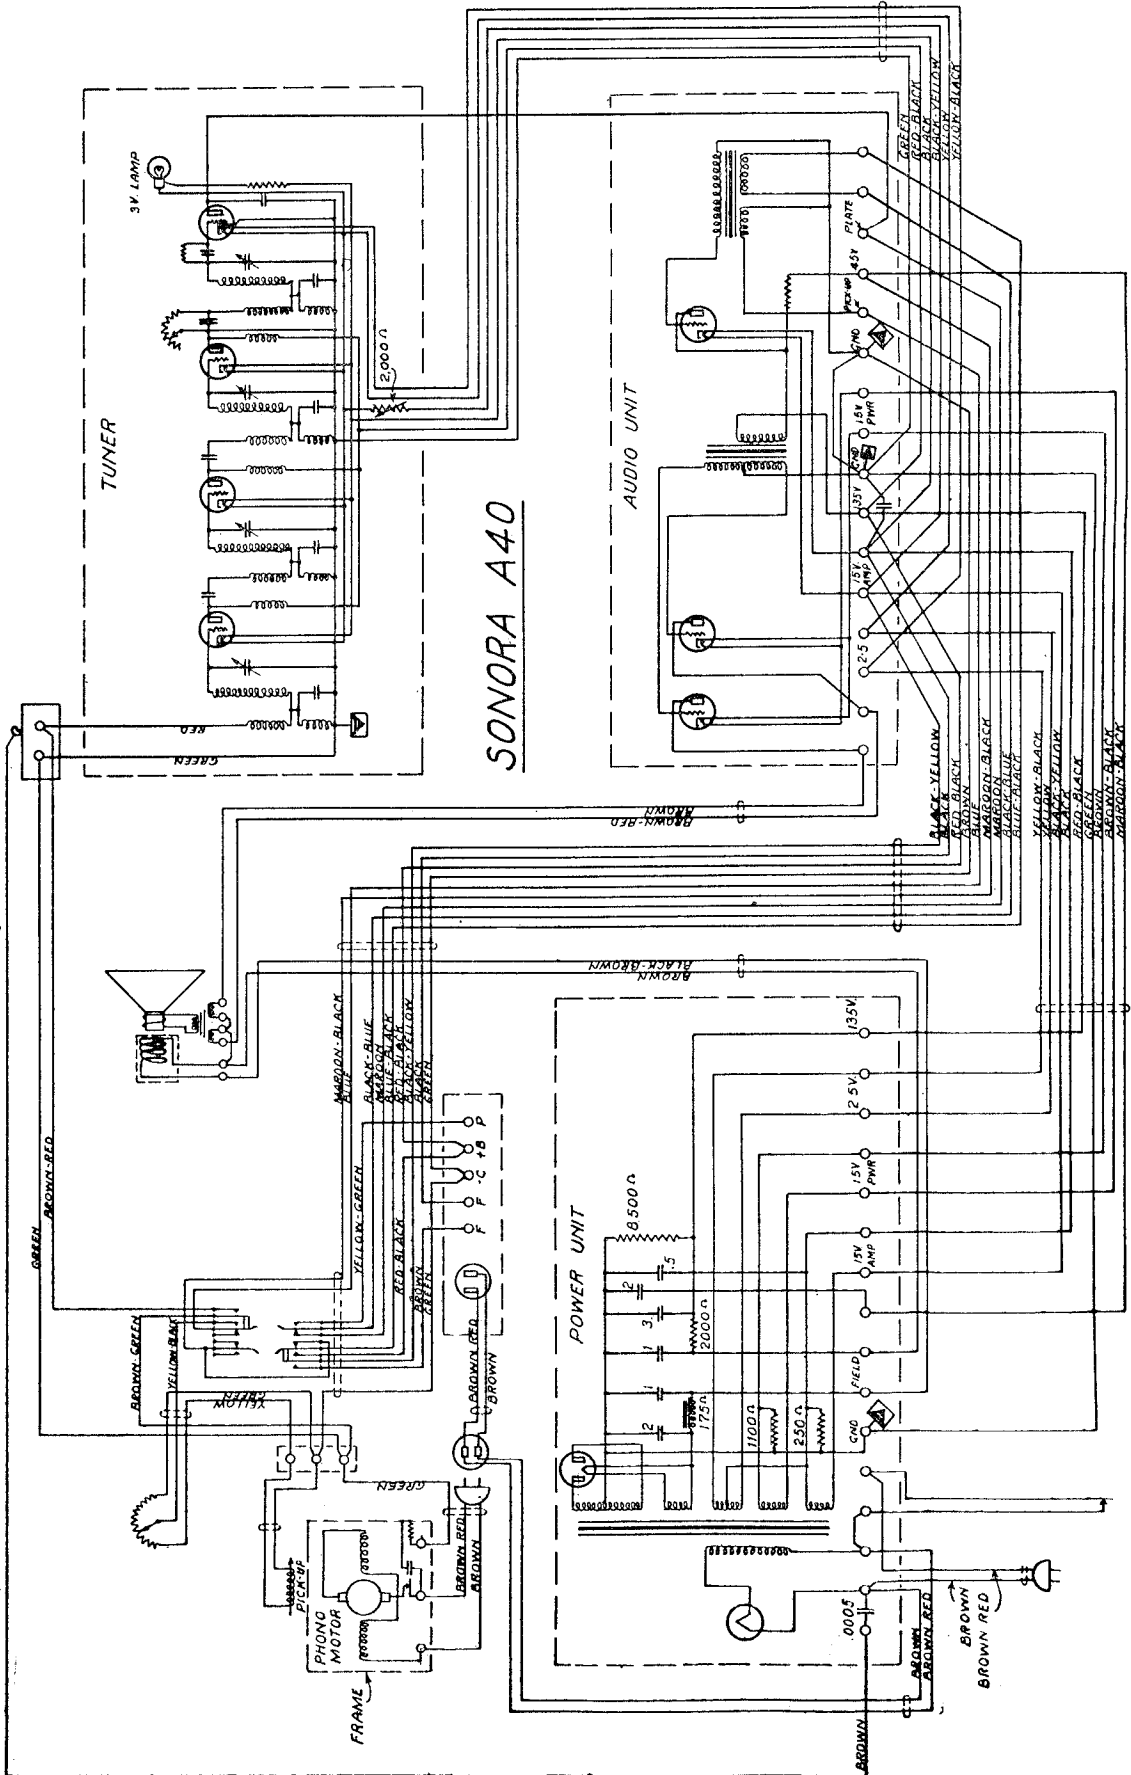 SONORA A40
TUNER
3V. LAMP
2,000Ω
RED
GREEN
AUDIO UNIT
PLATE
45V
PICK-UP
GND
15V
PWR
GND
135V
15V.
AMP
2.5
GREEN
RED-BLACK
BLACK
BLACK-YELLOW
YELLOW
YELLOW-BLACK
BLACK-YELLOW
BLACK
RED BLACK
BROWN
BLUE
MAROON-BLACK
MAROON
BLACK-BLUE
BLUE-BLACK
YELLOW-BLACK
YELLOW
BLACK-YELLOW
BLACK
RED-BLACK
GREEN
BROWN
BROWN-BLACK
MAROON-BLACK
BROWN
BROWN-RED
BLACK-BROWN
BROWN
GREEN
BROWN-RED
MAROON-BLACK
BLUE
BLACK-BLUE
MAROON
BLUE-BLACK
RED-BLACK
BLACK-YELLOW
BLACK
GREEN
P
+B
-C
F
F
YELLOW-GREEN
RED-BLACK
BROWN
GREEN
BROWN-GREEN
YELLOW-BLACK
GREEN
YELLOW
GREEN
BROWN RED
BROWN
BROWN RED
BROWN
PICK-UP
PHONO
MOTOR
FRAME
POWER UNIT
8500Ω
.5
2
3.
2000Ω
1
1
2
175Ω
1100Ω
250Ω
135V.
2.5V.
15V
PWR
15V
AMP
FIELD
GND
.0005
BROWN
BROWN RED
BROWN
BROWN RED
BROWN